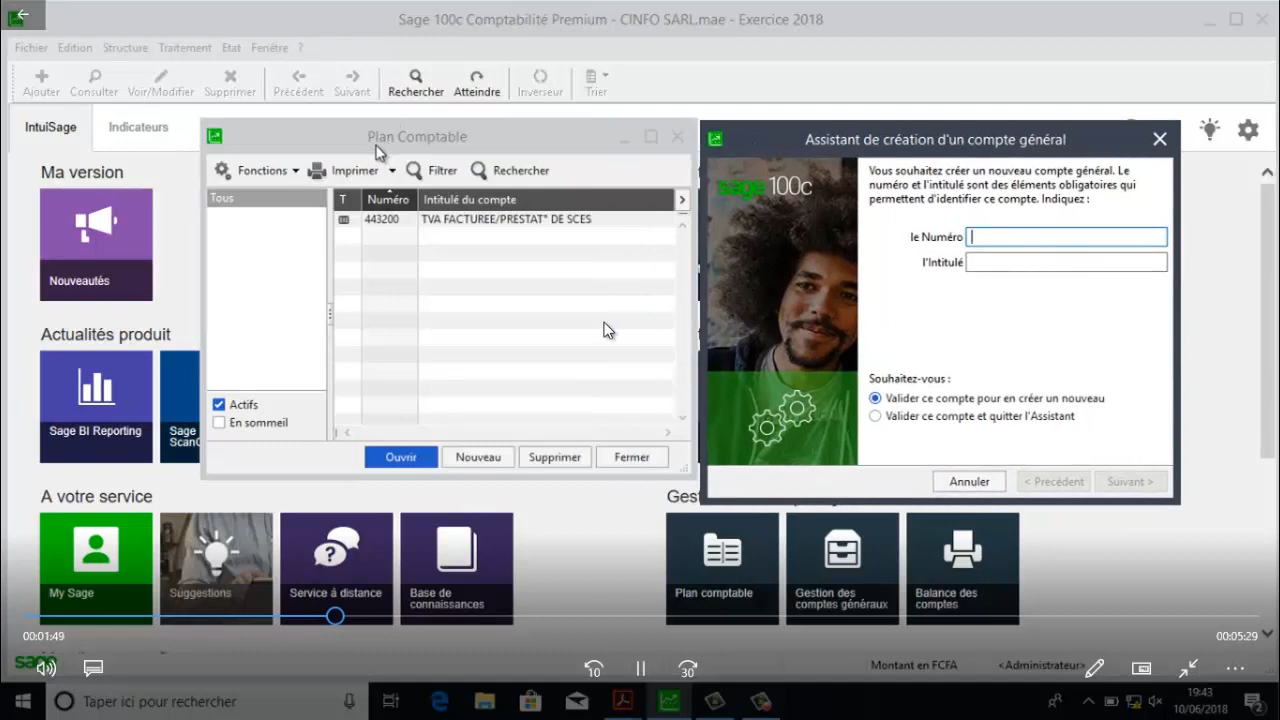 Sage 100c Comptabilité Premium - CINFO SARL.mae - Exercice 2018
Fichier Edition Structure Traitement Etat Fenêtre ?
Ajouter Consulter Voir/Modifier Supprimer Précédent Suivant Rechercher Atteindre Inverseur Trier
IntuiSage Indicateurs
Ma version
Nouveautés
Actualités produit
Sage BI Reporting
Sage
ScanC
A votre service
My Sage
Suggestions
Service à distance
Base de
connaissances
Plan Comptable
Fonctions Imprimer Filtrer Rechercher
Tous
T Numéro Intitulé du compte
443200 TVA FACTUREE/PRESTAT° DE SCES
Actifs
En sommeil
Ouvrir Nouveau Supprimer Fermer
Assistant de création d'un compte général
sage 100c
Vous souhaitez créer un nouveau compte général. Le
numéro et l'intitulé sont des éléments obligatoires qui
permettent d'identifier ce compte. Indiquez :
le Numéro
l'Intitulé
Souhaitez-vous :
Valider ce compte pour en créer un nouveau
Valider ce compte et quitter l'Assistant
Annuler < Précédent Suivant >
Gest
Plan comptable
Gestion des
comptes généraux
Balance des
comptes
00:01:49 00:05:29
sage
10 30
Montant en FCFA <Administrateur>
Taper ici pour rechercher
19:43
10/06/2018
2